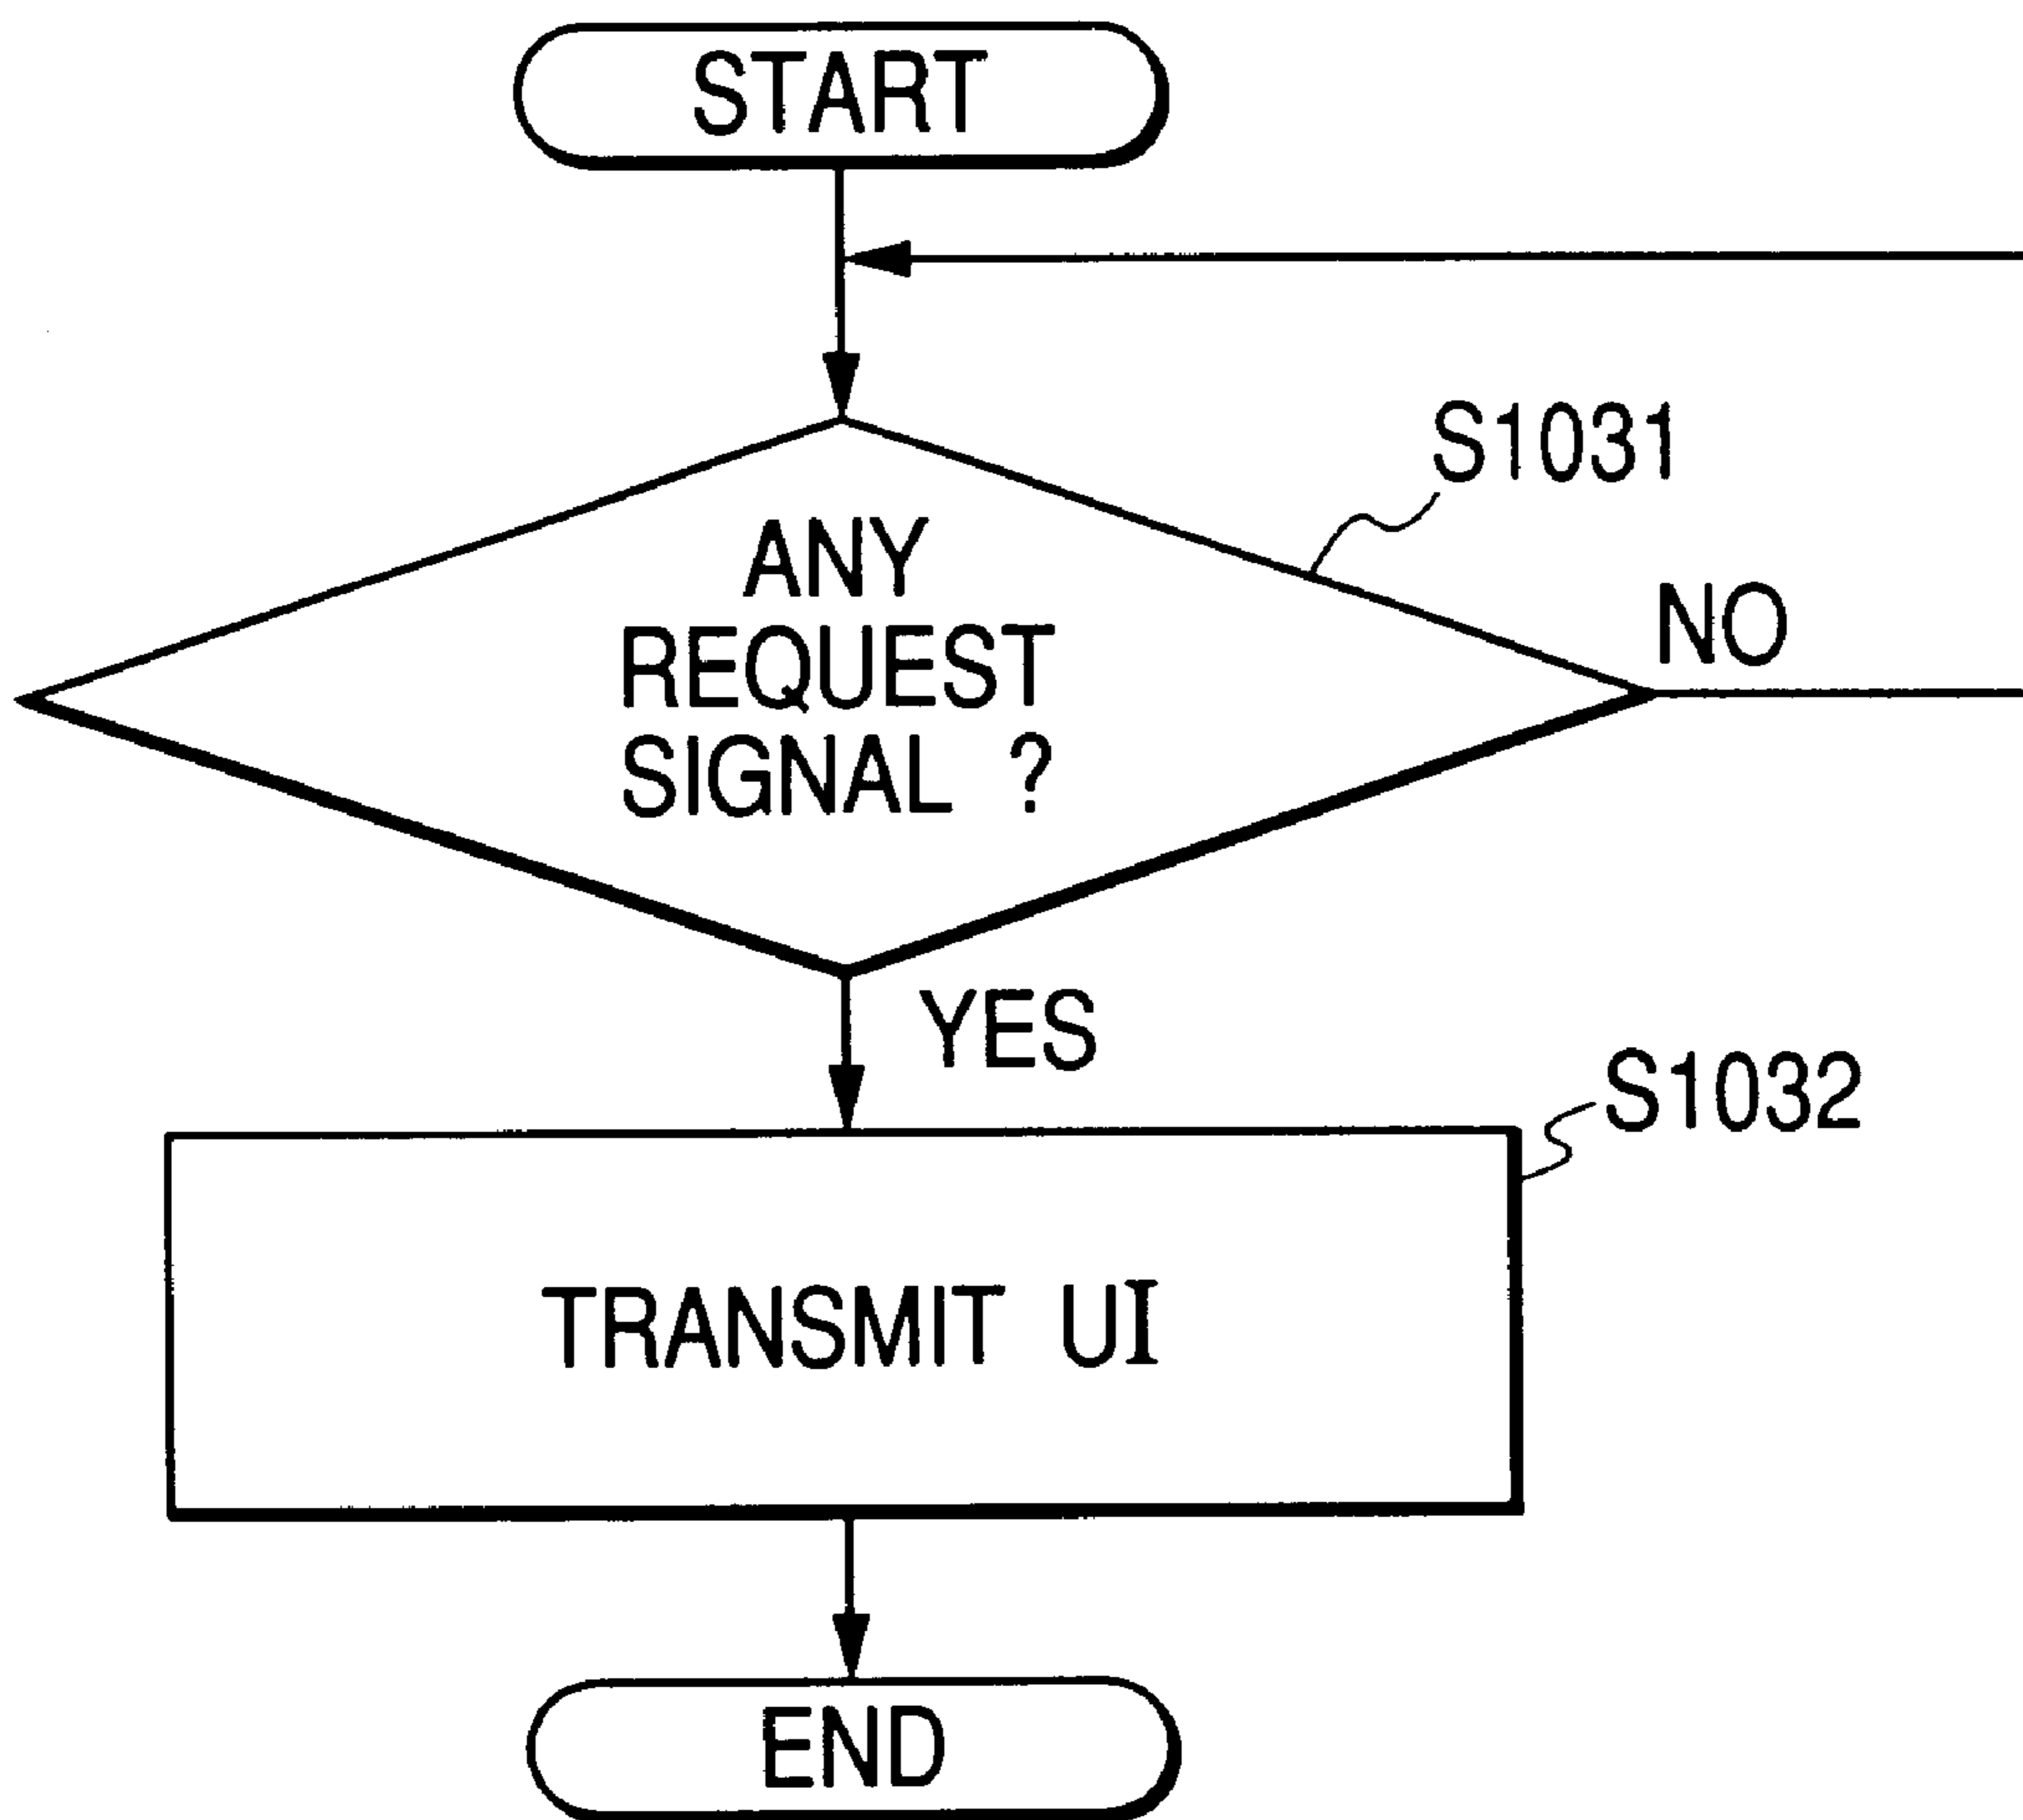 START
S1031
ANY
REQUEST
SIGNAL ?
NO
YES
S1032
TRANSMIT UI
END